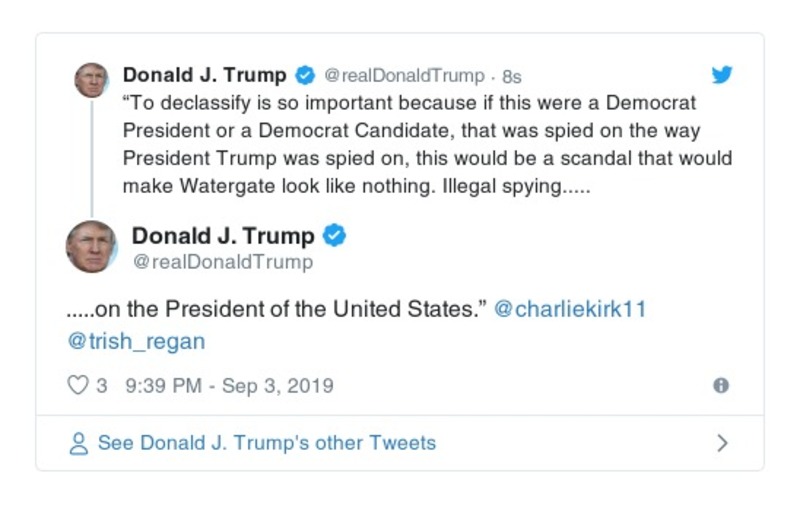 Donald J. Trump @realDonaldTrump · 8s
“To declassify is so important because if this were a Democrat
President or a Democrat Candidate, that was spied on the way
President Trump was spied on, this would be a scandal that would
make Watergate look like nothing. Illegal spying.....
Donald J. Trump
@realDonaldTrump
.....on the President of the United States.” @charliekirk11
@trish_regan
3 9:39 PM - Sep 3, 2019
See Donald J. Trump's other Tweets